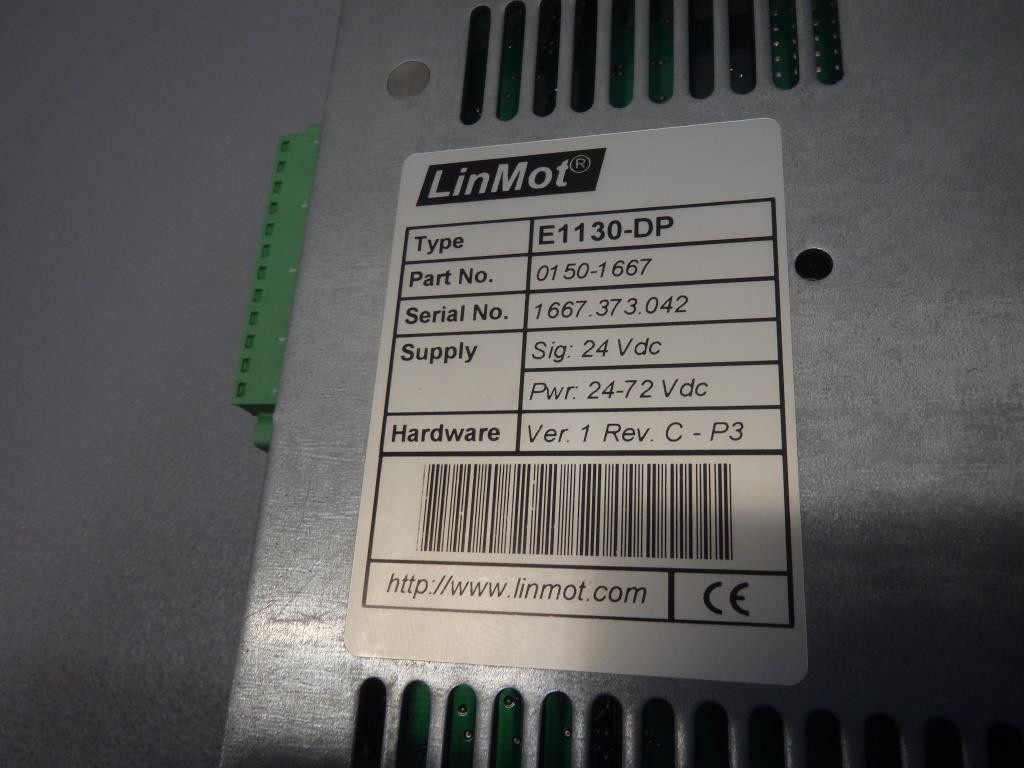 LinMot®
Type E1130-DP
Part No. 0150-1667
Serial No. 1667.373.042
Supply Sig: 24 Vdc
Pwr: 24-72 Vdc
Hardware Ver. 1 Rev. C - P3
http://www.linmot.com CE